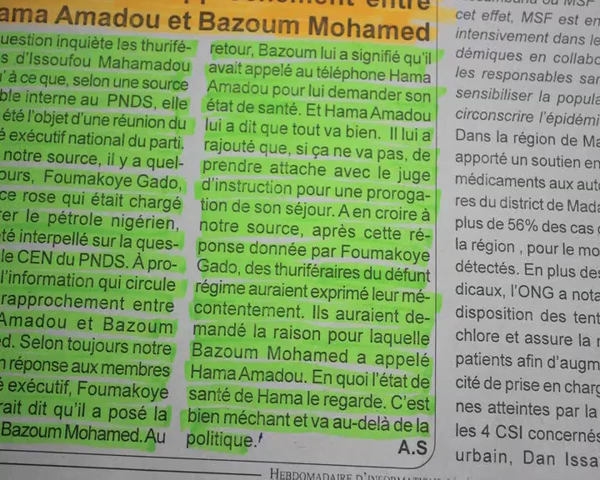 entre
ama Amadou et Bazoum Mohamed
uestion inquiète les thurifé-
s d'Issoufou Mahamadou
u' à ce que, selon une source
ble interne au PNDS, elle
été l'objet d'une réunion du
é exécutif national du parti,
notre source, il y a quel-
ours, Foumakoye Gado,
ce rose qui était chargé
rer le pétrole nigérien,
té interpellé sur la ques-
le CEN du PNDS. À pro-
l'information qui circule
rapprochement entre
Amadou et Bazoum
ed. Selon toujours notre
n réponse aux membres
é exécutif, Foumakoye
rait dit qu'il a posé la
Bazoum Mohamed. Au
retour, Bazoum lui a signifié qu'il
avait appelé au téléphone Hama
Amadou pour lui demander son
état de santé. Et Hama Amadou
lui a dit que tout va bien. Il lui a
rajouté que, si ça ne va pas, de
prendre attache avec le juge
d'instruction pour une proroga-
tion de son séjour. A en croire à
notre source, après cette ré-
ponse donnée par Foumakoye
Gado, des thuriféraires du défunt
régime auraient exprimé leur mé-
contentement. Ils auraient de-
mandé la raison pour laquelle
Bazoum Mohamed a appelé
Hama Amadou. En quoi l'état de
santé de Hama le regarde. C'est
bien méchant et va au-delà de la
politique.
A.S
cet effet, MSF est en
intensivement dans le
démiques en collabo
les responsables san
sensibiliser la popula
circonscrire l'épidémi
Dans la région de Ma
apporté un soutien en
médicaments aux auto
res du district de Mada
plus de 56% des cas d
la région , pour le mo
détectés. En plus des
dicaux, l'ONG a nota
disposition des tent
chlore et assure la r
patients afin d'augm
cité de prise en charg
nes atteintes par la
les 4 CSI concernés
urbain, Dan Issa
HEBDOMADAIRE D'INFORMATION